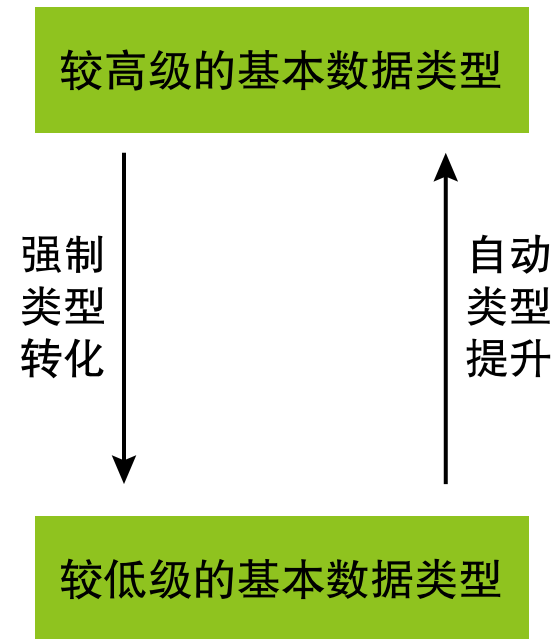 较高级的基本数据类型
强制
类型
转化
自动
类型
提升
较低级的基本数据类型